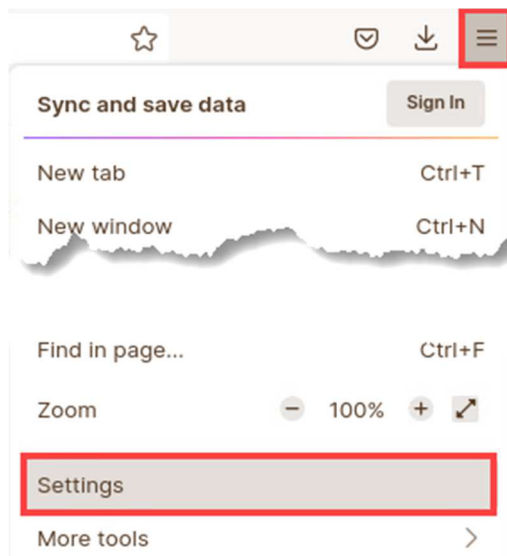 Sync and save data Sign In
New tab Ctrl+T
New window Ctrl+N
Find in page... Ctrl+F
Zoom − 100% +
Settings
More tools